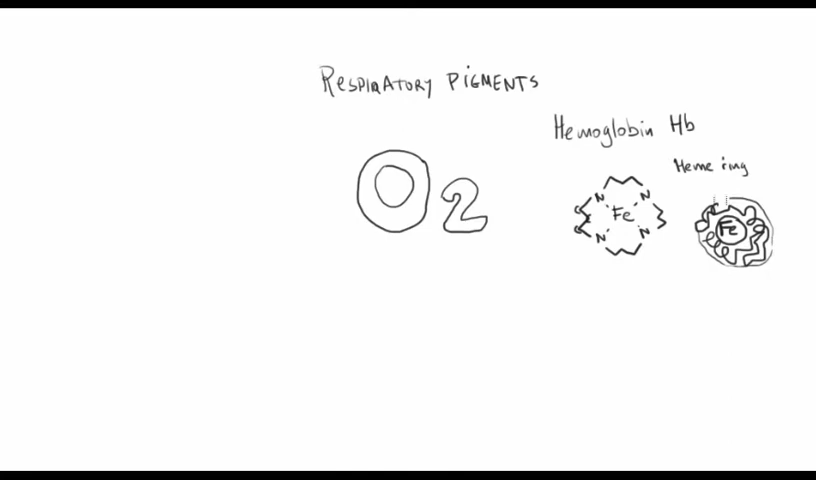 RESPIRATORY PIGMENTS
Hemoglobin Hb
Heme ring
O2
N N
Fe
N N
Fe